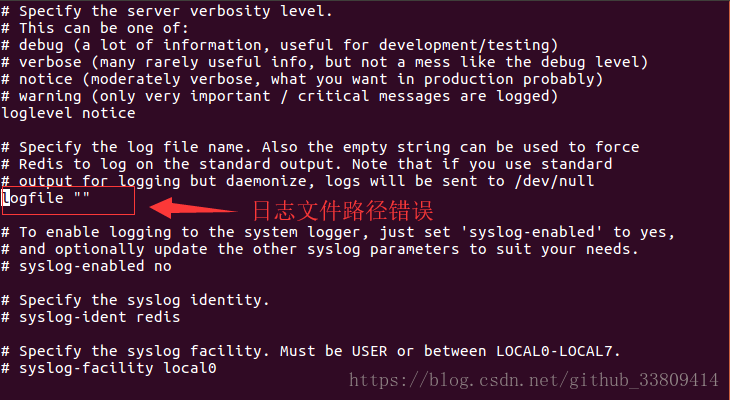 # Specify the server verbosity level.
# This can be one of:
# debug (a lot of information, useful for development/testing)
# verbose (many rarely useful info, but not a mess like the debug level)
# notice (moderately verbose, what you want in production probably)
# warning (only very important / critical messages are logged)
loglevel notice
# Specify the log file name. Also the empty string can be used to force
# Redis to log on the standard output. Note that if you use standard
# output for logging but daemonize, logs will be sent to /dev/null
logfile ""
日志文件路径错误
# To enable logging to the system logger, just set 'syslog-enabled' to yes,
# and optionally update the other syslog parameters to suit your needs.
# syslog-enabled no
# Specify the syslog identity.
# syslog-ident redis
# Specify the syslog facility. Must be USER or between LOCAL0-LOCAL7.
# syslog-facility local0
https://blog.csdn.net/github_33809414